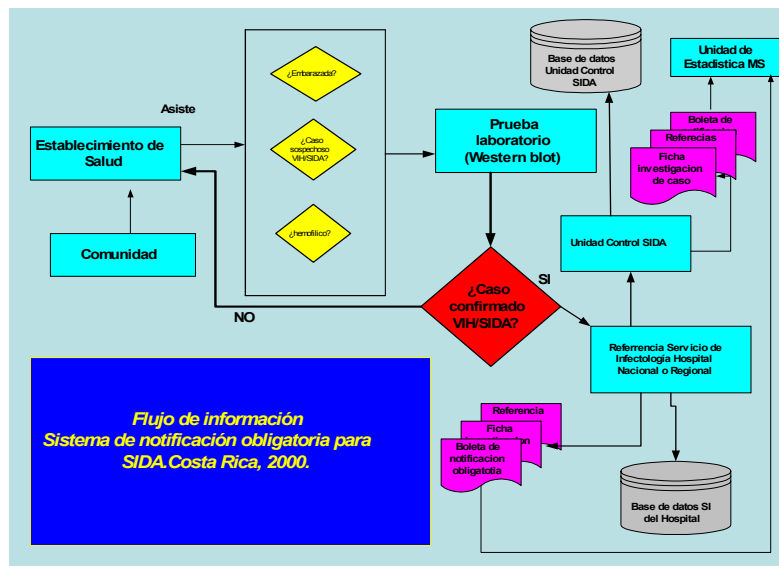 Base de datos
Unidad Control
SIDA
Unidad de
Estadistica MS
¿Embarazada?
Asiste
Boleta de
Referecias
Ficha
investigacion
de caso
Establecimiento de
Salud
¿Caso
sospechoso
VIH/SIDA?
Prueba
laboratorio
(Western blot)
¿hemofilico?
Comunidad
Unidad Control SIDA
¿Caso
confirmado
VIH/SIDA?
SI
NO
Referrencia Servicio de
Infectología Hospital
Nacional o Regional
Flujo de información
Sistema de notificación obligatoria para
SIDA.Costa Rica, 2000.
Referencia
Ficha
Boleta de
notificacion
obligatotia
Base de datos SI
del Hospital